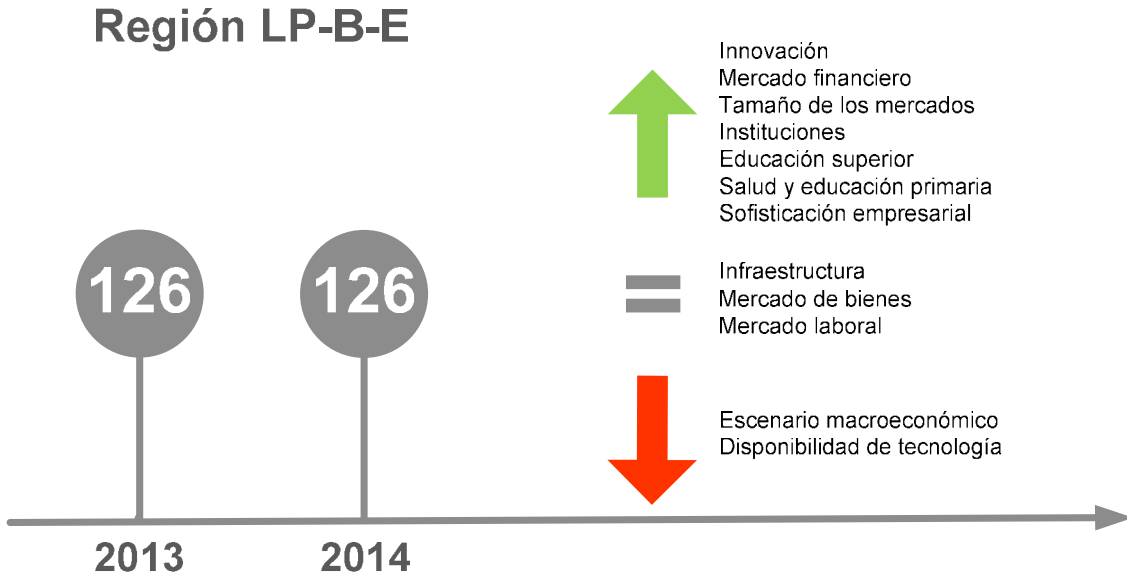 Región LP-B-E
Innovación
Mercado financiero
Tamaño de los mercados
Instituciones
Educación superior
Salud y educación primaria
Sofisticación empresarial
126
126
Infraestructura
Mercado de bienes
Mercado laboral
Escenario macroeconómico
Disponibilidad de tecnología
2013
2014